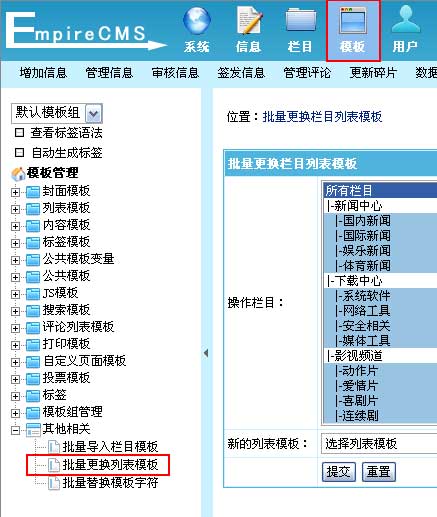 EmpireCMS
系统 信息 栏目 模板 用户
增加信息 管理信息 审核信息 签发信息 管理评论 更新碎片 数据
默认模板组
查看标签语法
自动生成标签
模板管理
封面模板
列表模板
内容模板
标签模板
公共模板变量
公共模板
JS模板
搜索模板
评论列表模板
打印模板
自定义页面模板
投票模板
标签
模板组管理
其他相关
批量导入栏目模板
批量更换列表模板
批量替换模板字符
位置：批量更换栏目列表模板
批量更换栏目列表模板
操作栏目：
所有栏目
|-新闻中心
|-国内新闻
|-国际新闻
|-娱乐新闻
|-体育新闻
|-下载中心
|-系统软件
|-网络工具
|-安全相关
|-媒体工具
|-影视频道
|-动作片
|-爱情片
|-喜剧片
|-连续剧
新的列表模板： 选择列表模板
提交 重置